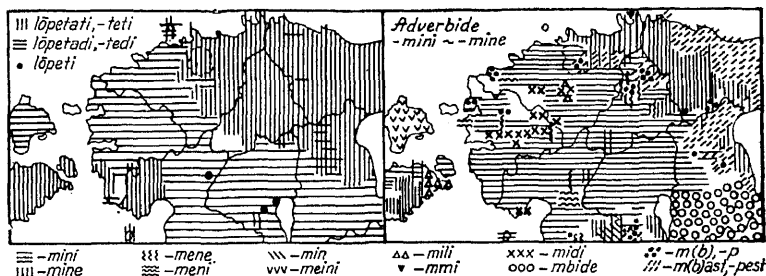 lõpetati, -teti
lõpetadi, -tedi
lõpeti
Adverbide
-mini ~ -mine
-mini -mene -min -mili -midi -m(b), -p
-mine -meni -meini -mmi -mbide -m(b)last, -pest